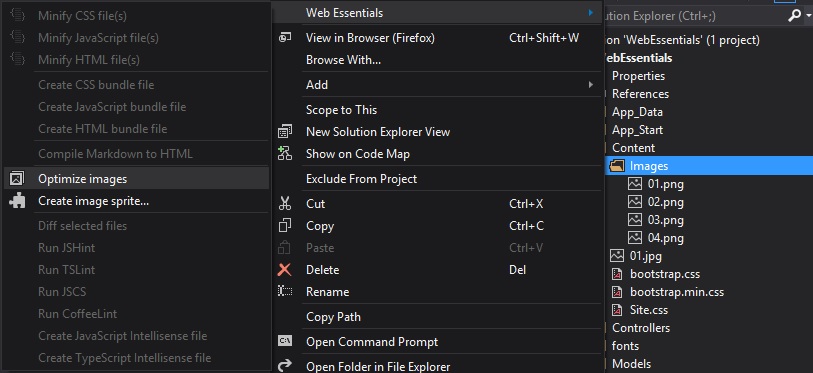 Minify CSS file(s)
Minify JavaScript file(s)
Minify HTML file(s)
Create CSS bundle file
Create JavaScript bundle file
Create HTML bundle file
Compile Markdown to HTML
Optimize images
Create image sprite...
Diff selected files
Run JSHint
Run TSLint
Run JSCS
Run CoffeeLint
Create JavaScript Intellisense file
Create TypeScript Intellisense file
Web Essentials
View in Browser (Firefox) Ctrl+Shift+W
Browse With...
Add
Scope to This
New Solution Explorer View
Show on Code Map
Exclude From Project
Cut Ctrl+X
Copy Ctrl+C
Paste Ctrl+V
Delete Del
Rename
Copy Path
C:\
Open Command Prompt
Open Folder in File Explorer
ution Explorer (Ctrl+;)
on 'WebEssentials' (1 project)
ebEssentials
Properties
References
App_Data
App_Start
Content
Images
01.png
02.png
03.png
04.png
01.jpg
bootstrap.css
bootstrap.min.css
Site.css
Controllers
fonts
Models